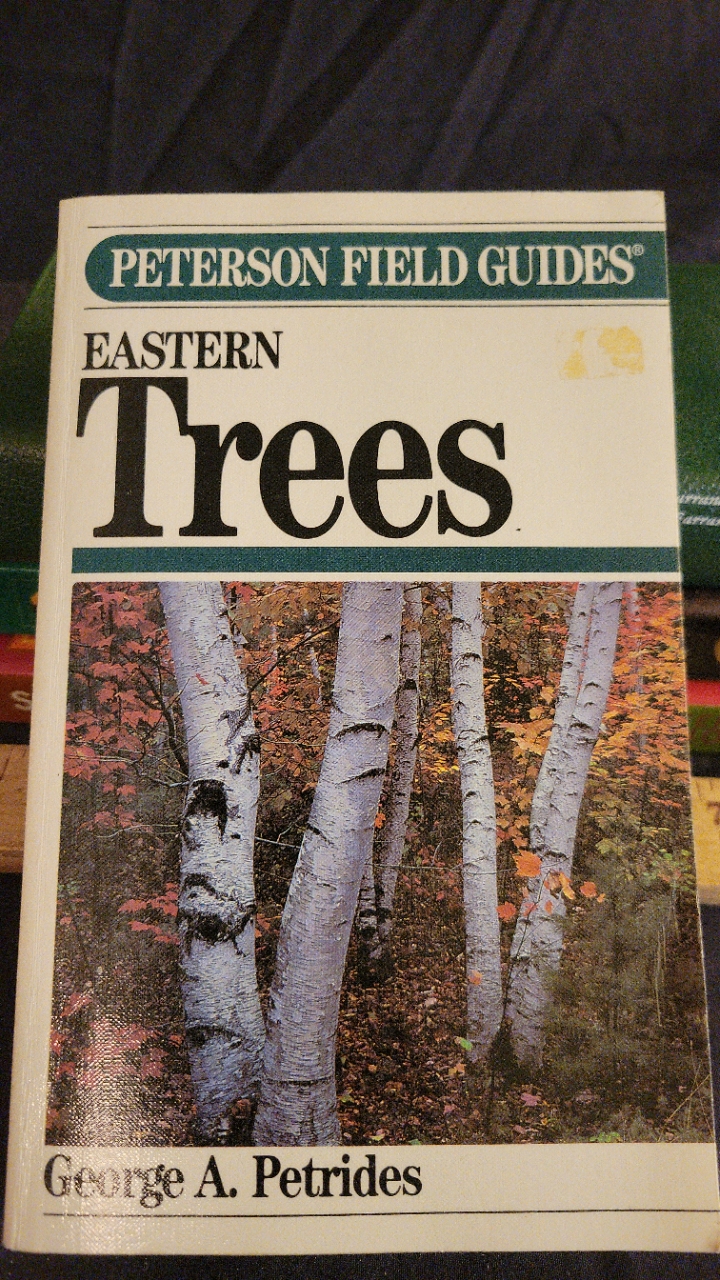 PETERSON FIELD GUIDES®
EASTERN
Trees
George A. Petrides